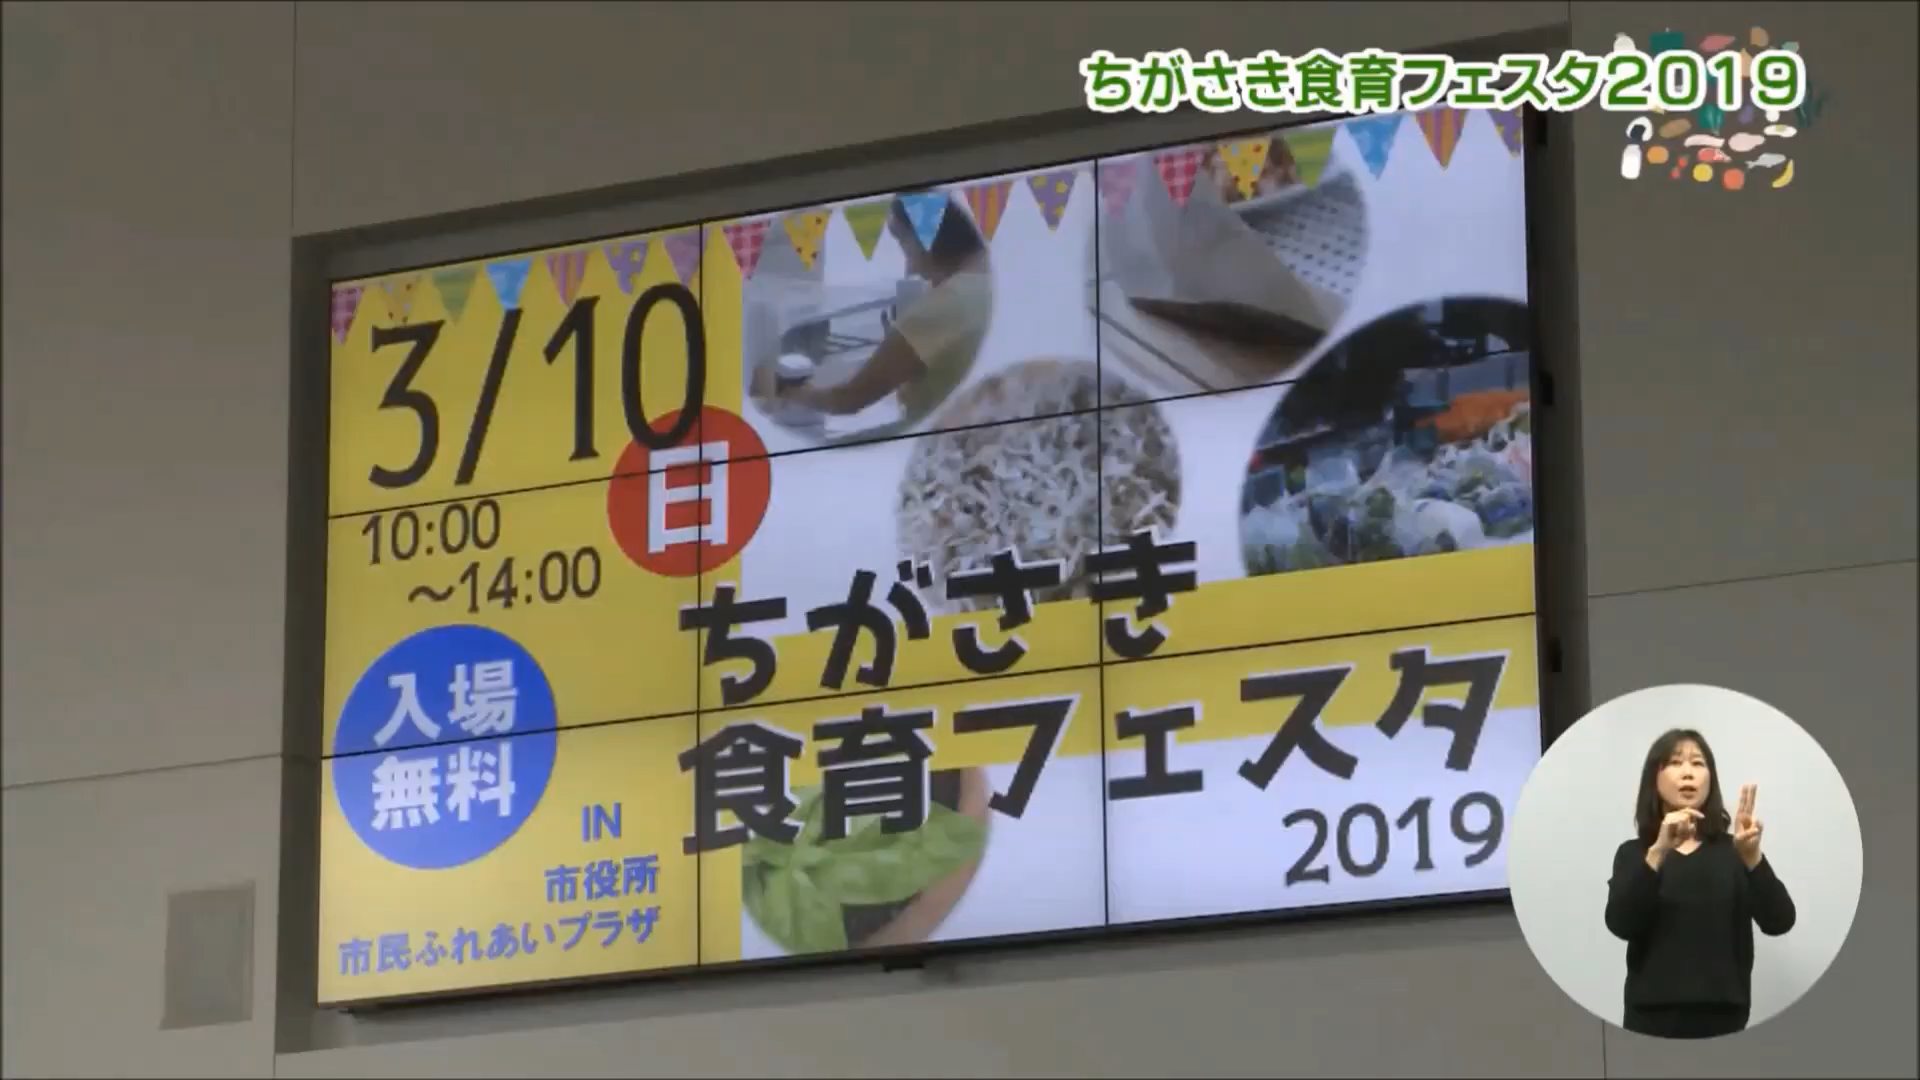 ちがさき食育フェスタ2019
3/10
日
10:00
～14:00
入場
無料
IN
市役所
市民ふれあいプラザ
ちがさき
食育フェスタ
2019